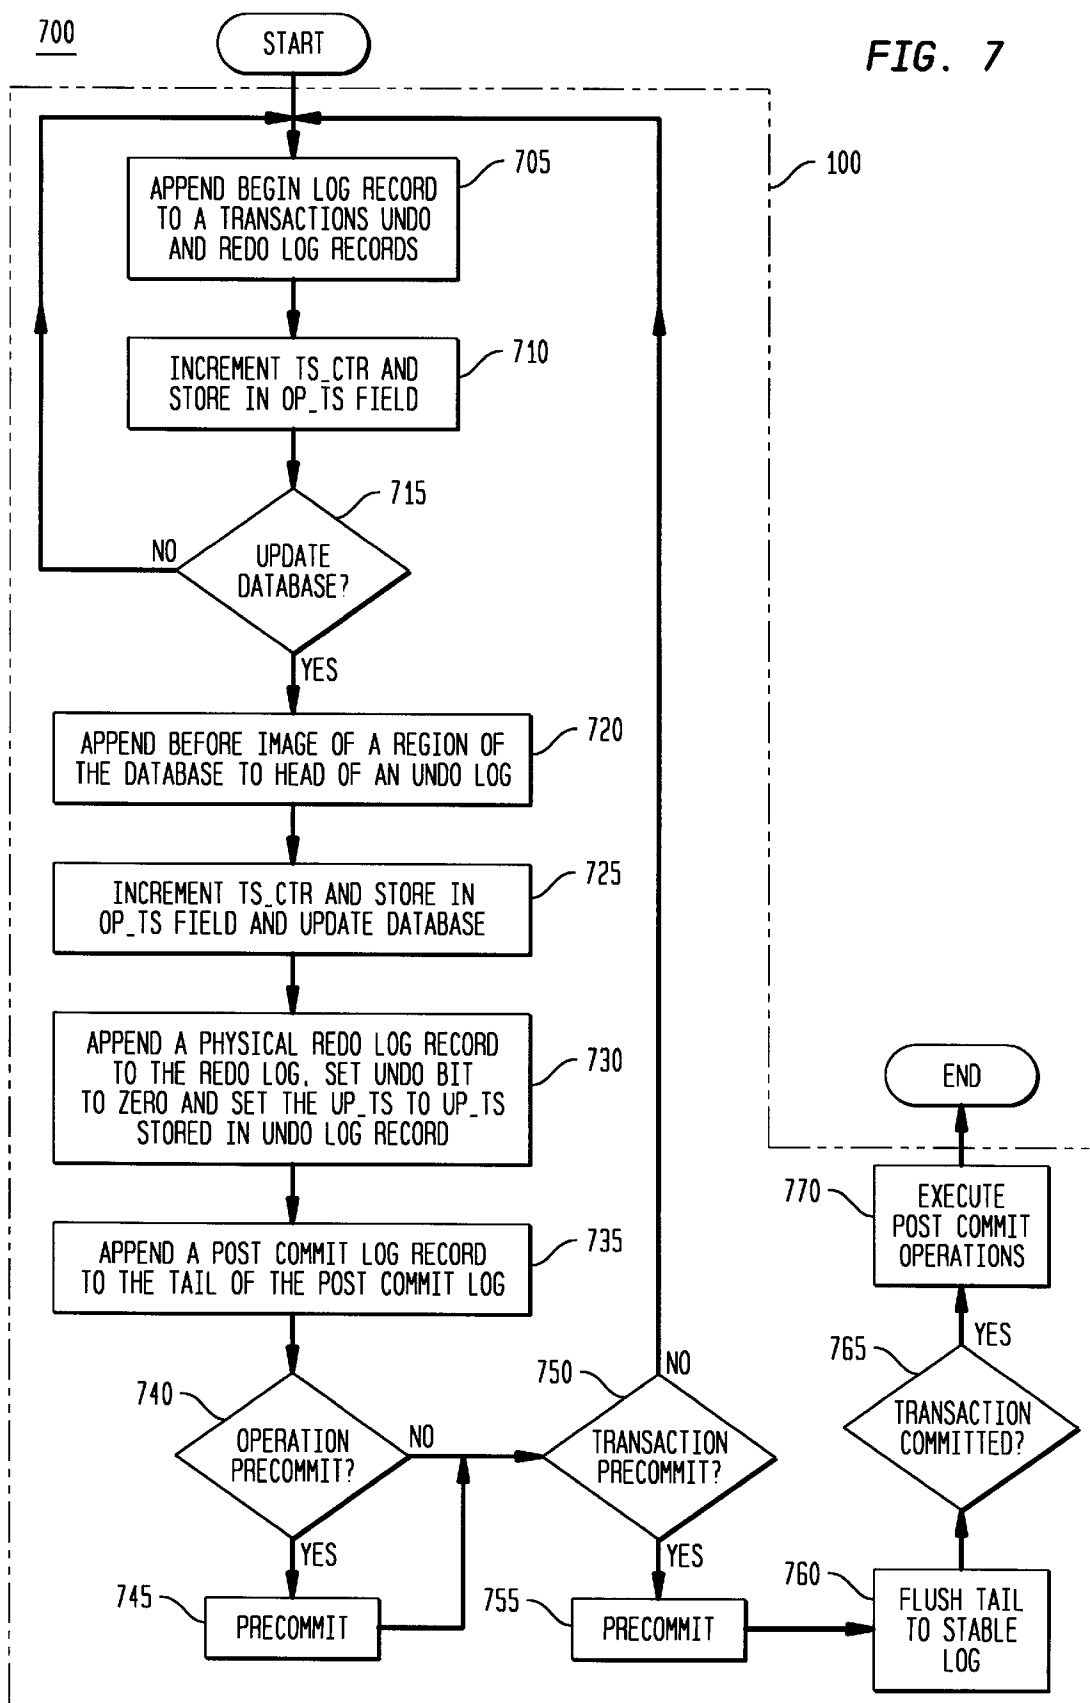 700
START
FIG. 7
100
705
APPEND BEGIN LOG RECORD
TO A TRANSACTIONS UNDO
AND REDO LOG RECORDS
710
INCREMENT TS_CTR AND
STORE IN OP_TS FIELD
715
NO
UPDATE
DATABASE?
YES
720
APPEND BEFORE IMAGE OF A REGION OF
THE DATABASE TO HEAD OF AN UNDO LOG
725
INCREMENT TS_CTR AND STORE IN
OP_TS FIELD AND UPDATE DATABASE
730
APPEND A PHYSICAL REDO LOG RECORD
TO THE REDO LOG. SET UNDO BIT
TO ZERO AND SET THE UP_TS TO UP_TS
STORED IN UNDO LOG RECORD
735
APPEND A POST COMMIT LOG RECORD
TO THE TAIL OF THE POST COMMIT LOG
740
OPERATION
PRECOMMIT?
NO
YES
745
PRECOMMIT
750
NO
TRANSACTION
PRECOMMIT?
YES
755
PRECOMMIT
760
FLUSH TAIL
TO STABLE
LOG
765
TRANSACTION
COMMITTED?
YES
770
EXECUTE
POST COMMIT
OPERATIONS
END